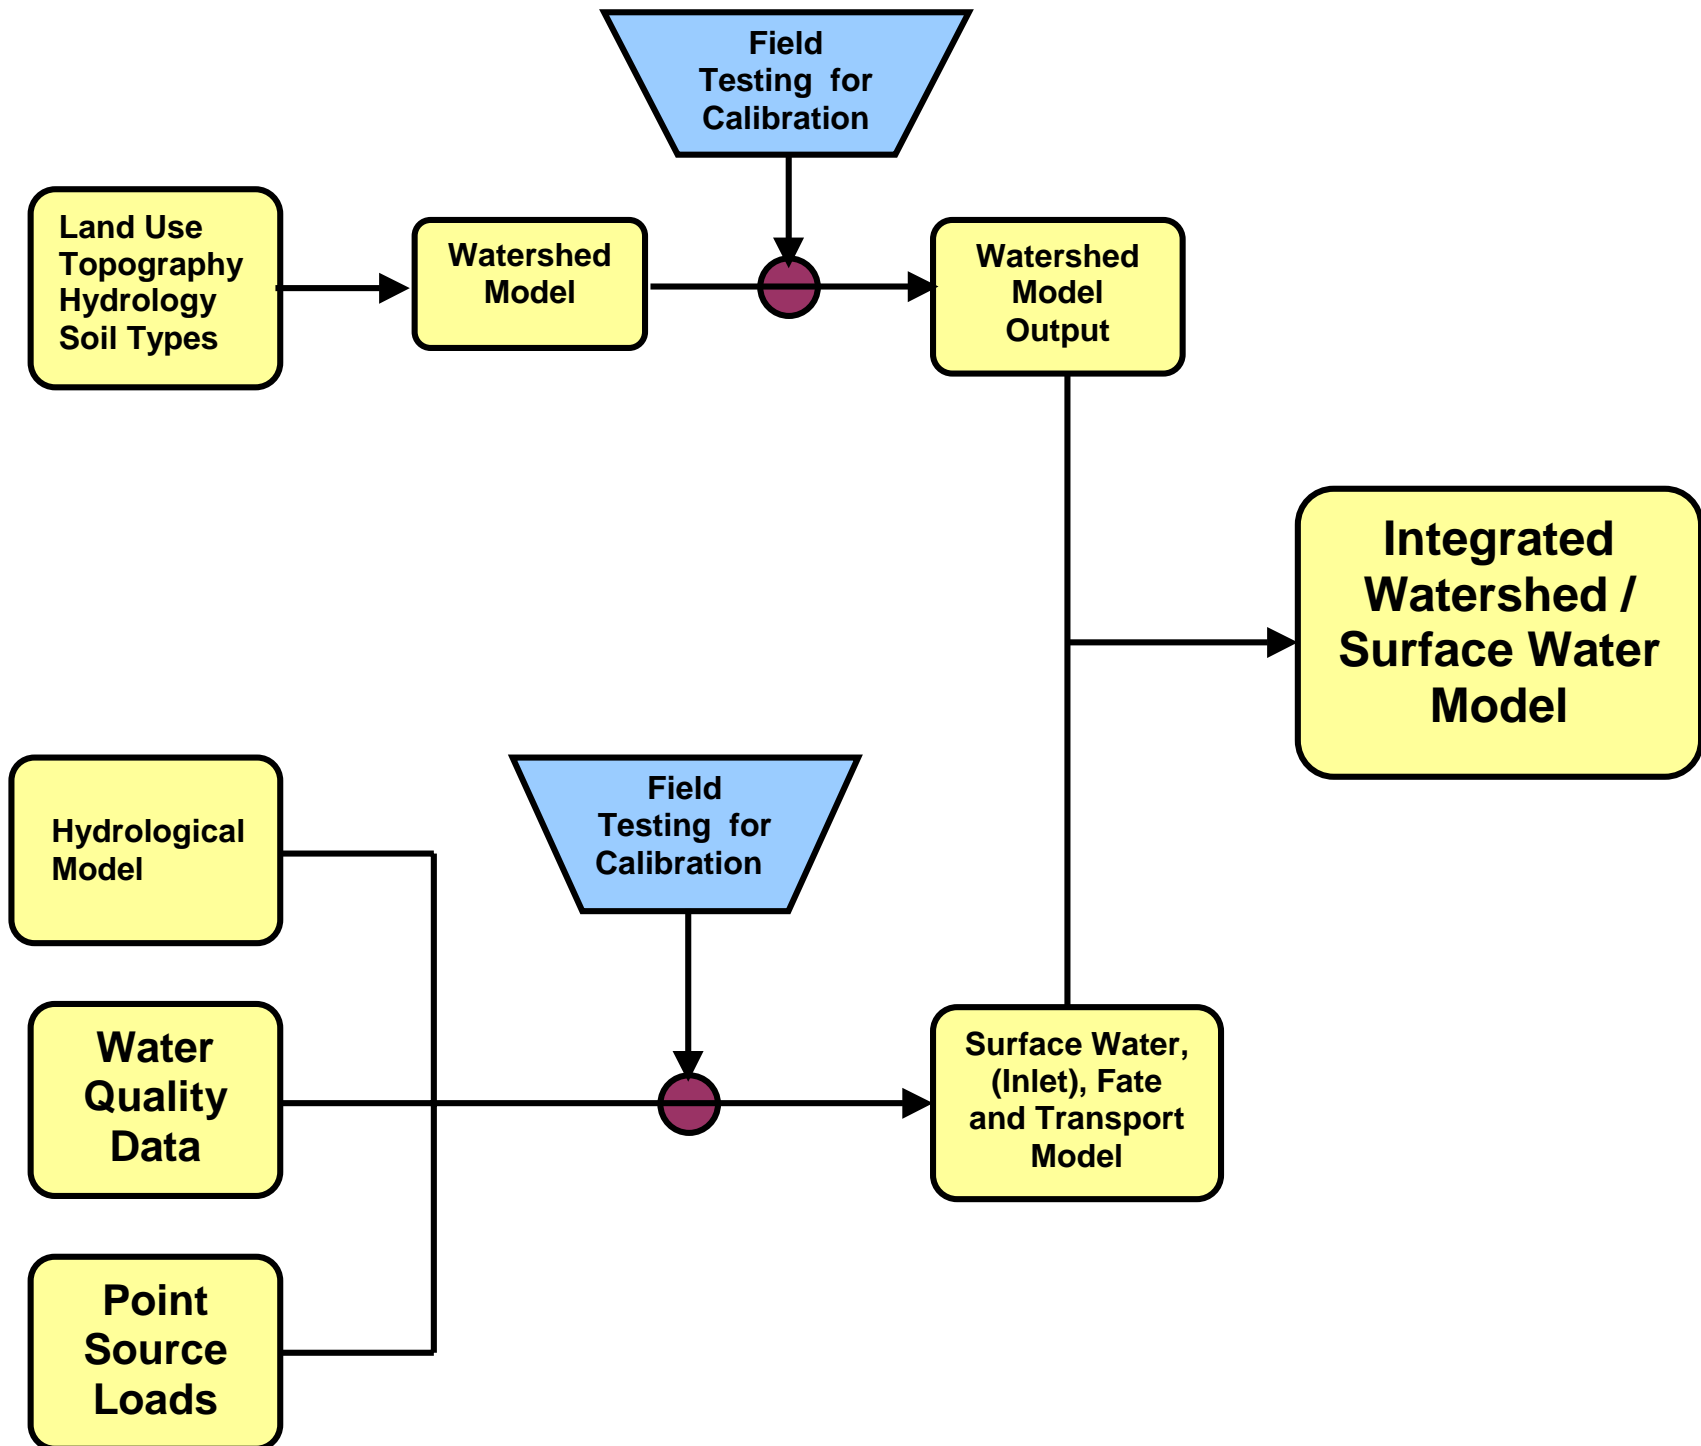 Field
Testing for
Calibration
Land Use
Topography
Hydrology
Soil Types
Watershed
Model
Watershed
Model
Output
Integrated
Watershed /
Surface Water
Model
Hydrological
Model
Field
Testing for
Calibration
Water
Quality
Data
Surface Water,
(Inlet), Fate
and Transport
Model
Point
Source
Loads